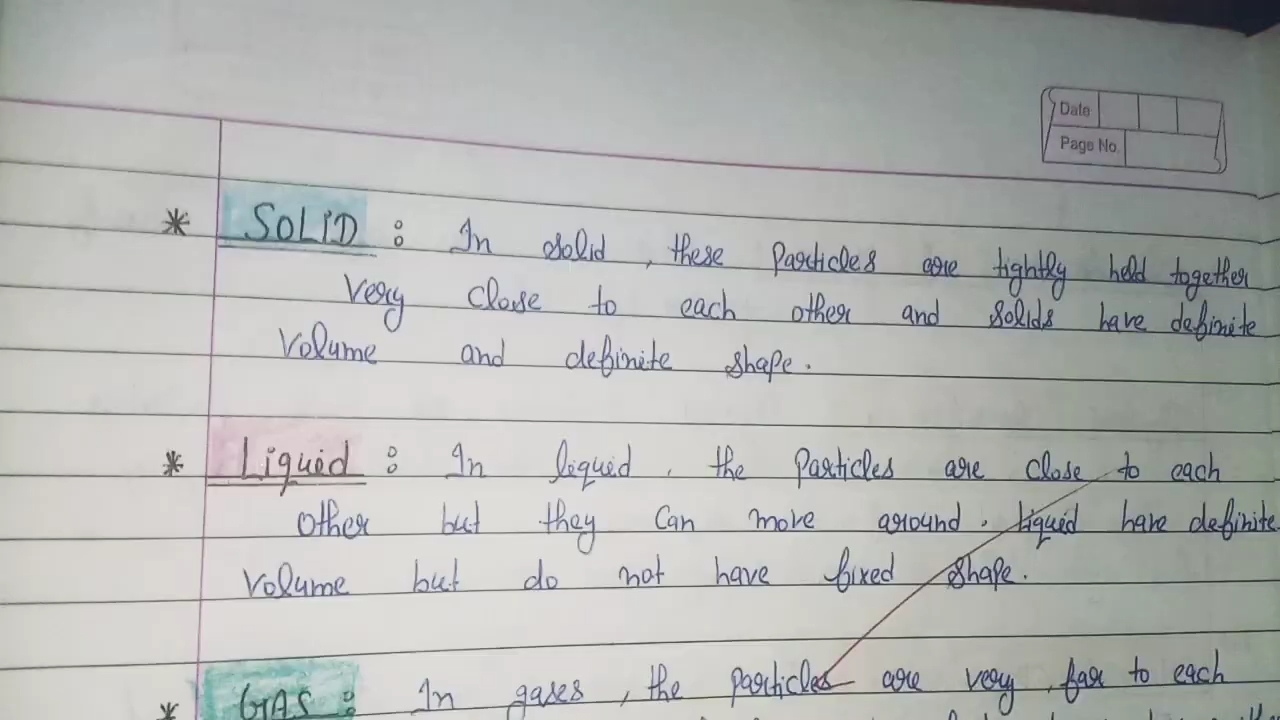 Date
Page No
* SOLID : In solid, these particles are tightly held together
very close to each other and solids have definite
volume and definite shape.
* Liquid : In liquid, the particles are close to each
other but they can move around. liquid have definite
volume but do not have fixed shape.
* GAS : In gases, the particles are very far to each